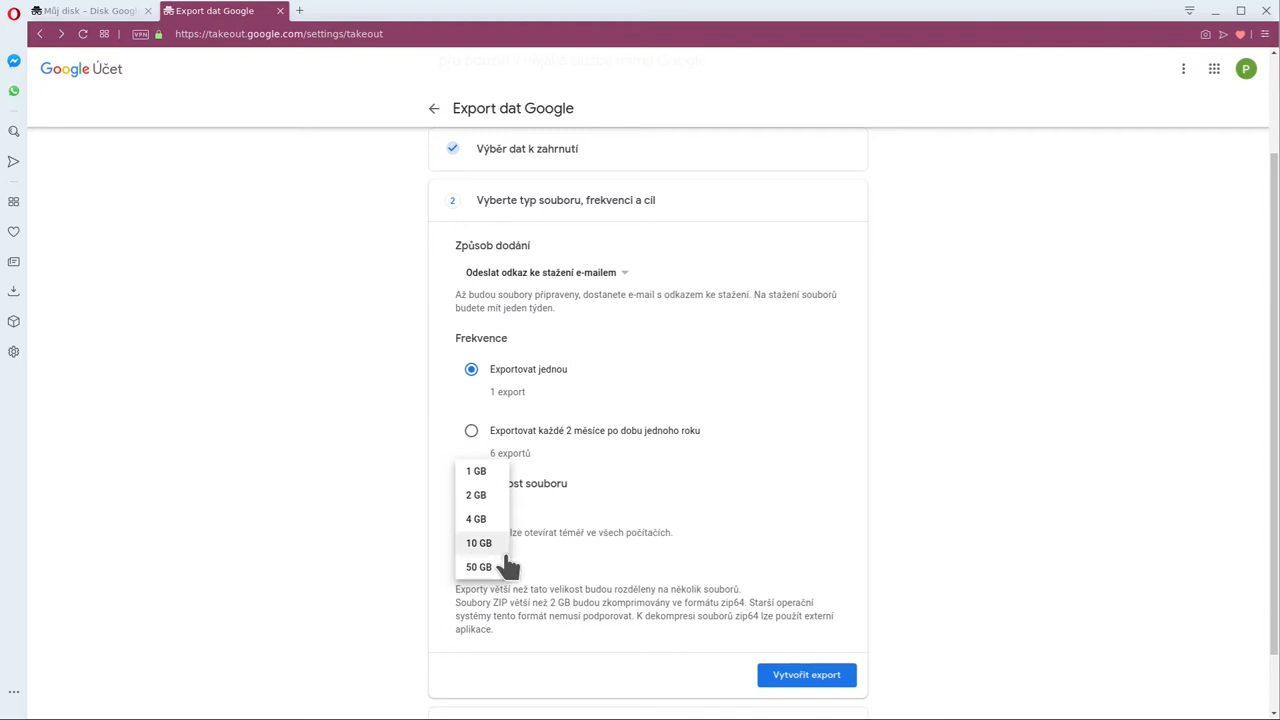 Můj disk – Disk Goog
Export dat Google
VPN
https://takeout.google.com/settings/takeout
Google Účet
P
Export dat Google
Výběr dat k zahrnutí
2 Vyberte typ souboru, frekvenci a cíl
Způsob dodání
Odeslat odkaz ke stažení e-mailem
Až budou soubory připraveny, dostanete e-mail s odkazem ke stažení. Na stažení souborů
budete mít jeden týden.
Frekvence
Exportovat jednou
1 export
Exportovat každé 2 měsíce po dobu jednoho roku
6 exportů
1 GB
ost souboru
2 GB
4 GB
lze otevírat téměř ve všech počítačích.
10 GB
50 GB
Exporty větší než tato velikost budou rozděleny na několik souborů.
Soubory ZIP větší než 2 GB budou zkomprimovány ve formátu zip64. Starší operační
systémy tento formát nemusí podporovat. K dekompresi souborů zip64 lze použít externí
aplikace.
Vytvořit export